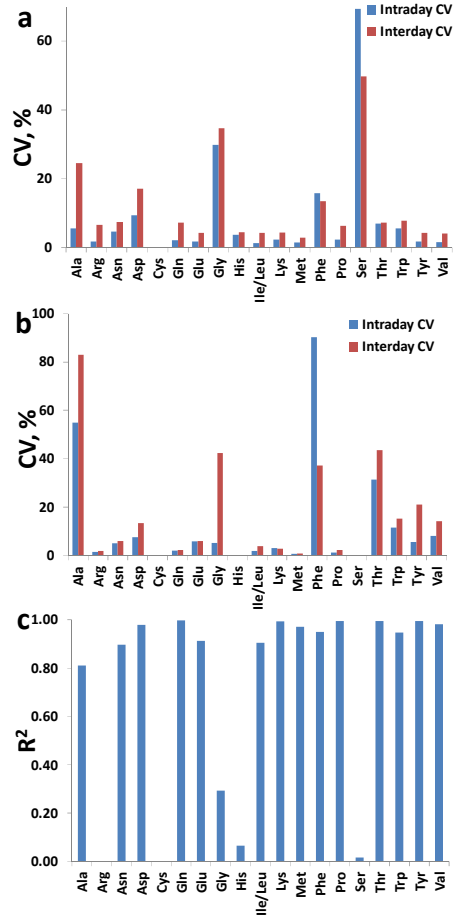 a
Intraday CV
Interday CV
CV, %
60
40
20
0
Ala Arg Asn Asp Cys Gln Glu Gly His Ile/Leu Lys Met Phe Pro Ser Thr Trp Tyr Val
b
Intraday CV
Interday CV
CV, %
100
80
60
40
20
0
Ala Arg Asn Asp Cys Gln Glu Gly His Ile/Leu Lys Met Phe Pro Ser Thr Trp Tyr Val
c
R2
1.00
0.80
0.60
0.40
0.20
0.00
Ala Arg Asn Asp Cys Gln Glu Gly His Ile/Leu Lys Met Phe Pro Ser Thr Trp Tyr Val